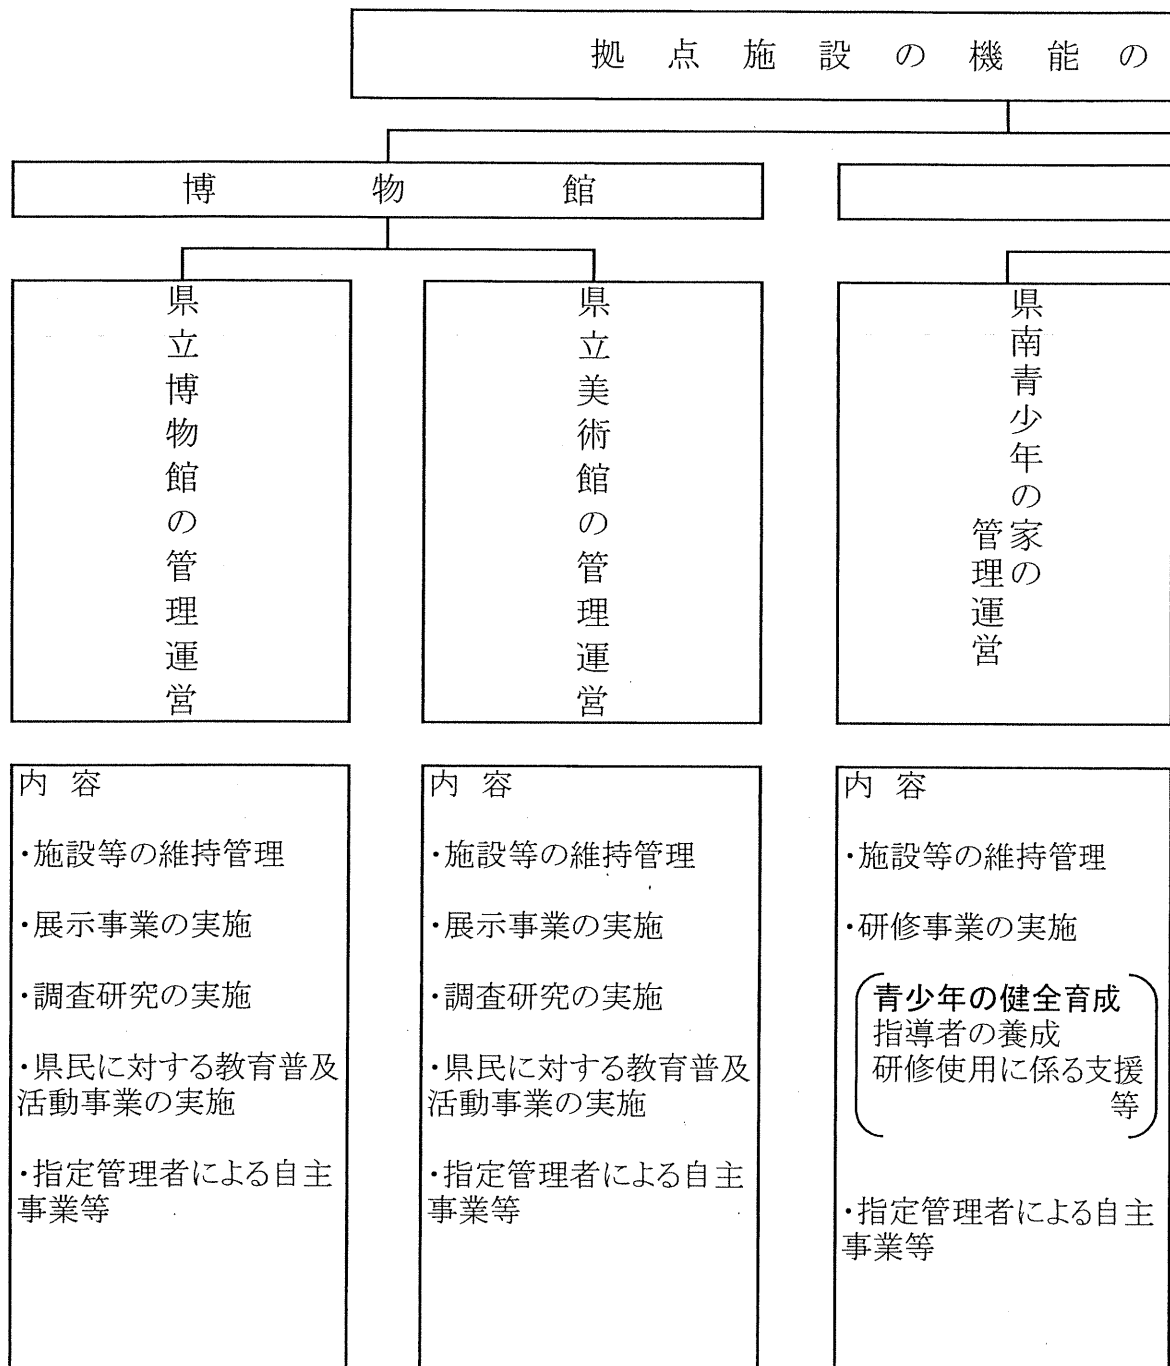 拠点施設の機能の
博物館
県立博物館の管理運営
県立美術館の管理運営
県南青少年の家の
管理運営
内容
・施設等の維持管理
・展示事業の実施
・調査研究の実施
・県民に対する教育普及
活動事業の実施
・指定管理者による自主
事業等
内容
・施設等の維持管理
・展示事業の実施
・調査研究の実施
・県民に対する教育普及
活動事業の実施
・指定管理者による自主
事業等
内容
・施設等の維持管理
・研修事業の実施
青少年の健全育成
指導者の養成
研修使用に係る支援
等
・指定管理者による自主
事業等